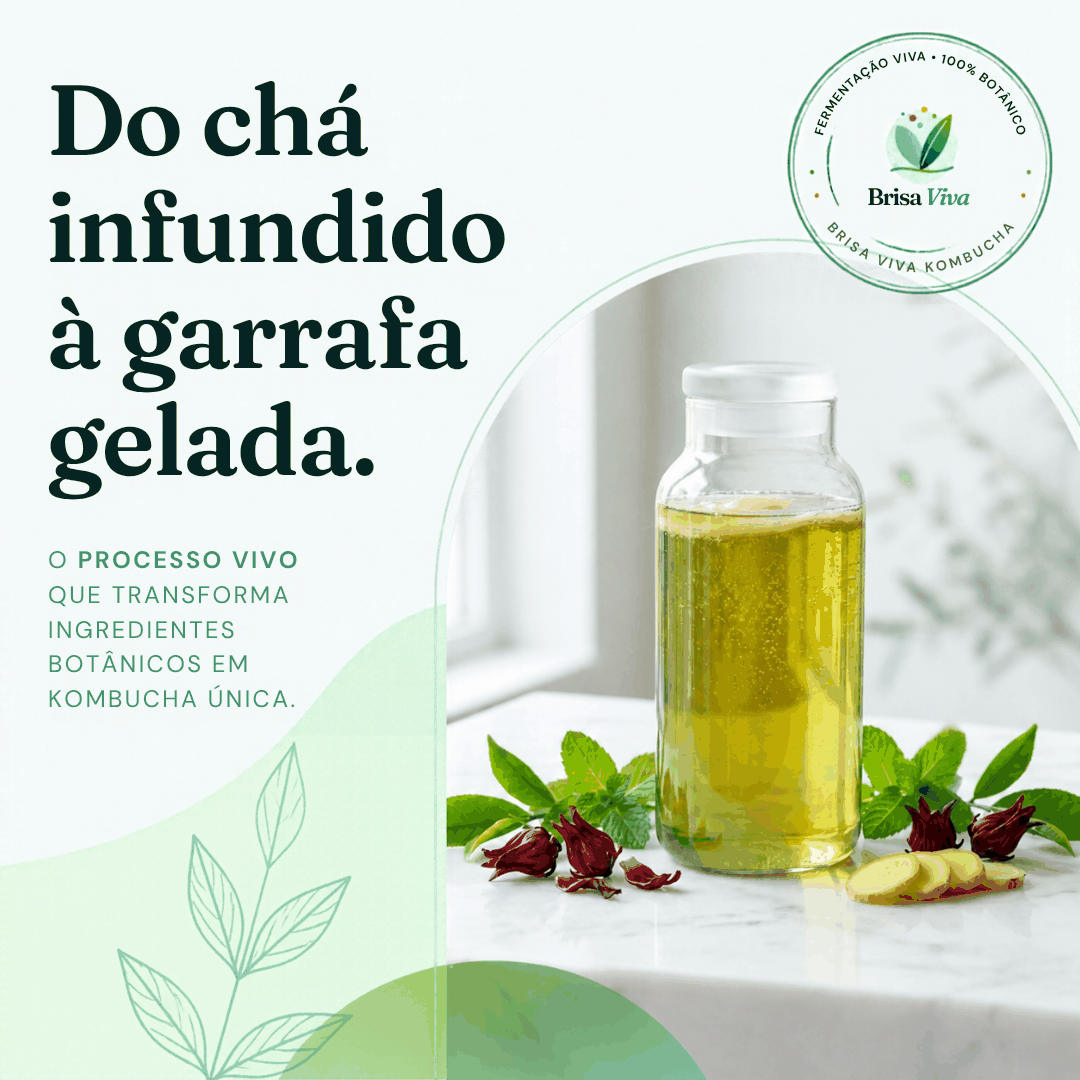 Do chá
infundido
à garrafa
gelada.
O PROCESSO VIVO
QUE TRANSFORMA
INGREDIENTES
BOTÂNICOS EM
KOMBUCHA ÚNICA.
FERMENTAÇÃO VIVA • 100% BOTÂNICO
Brisa Viva
BRISA VIVA KOMBUCHA